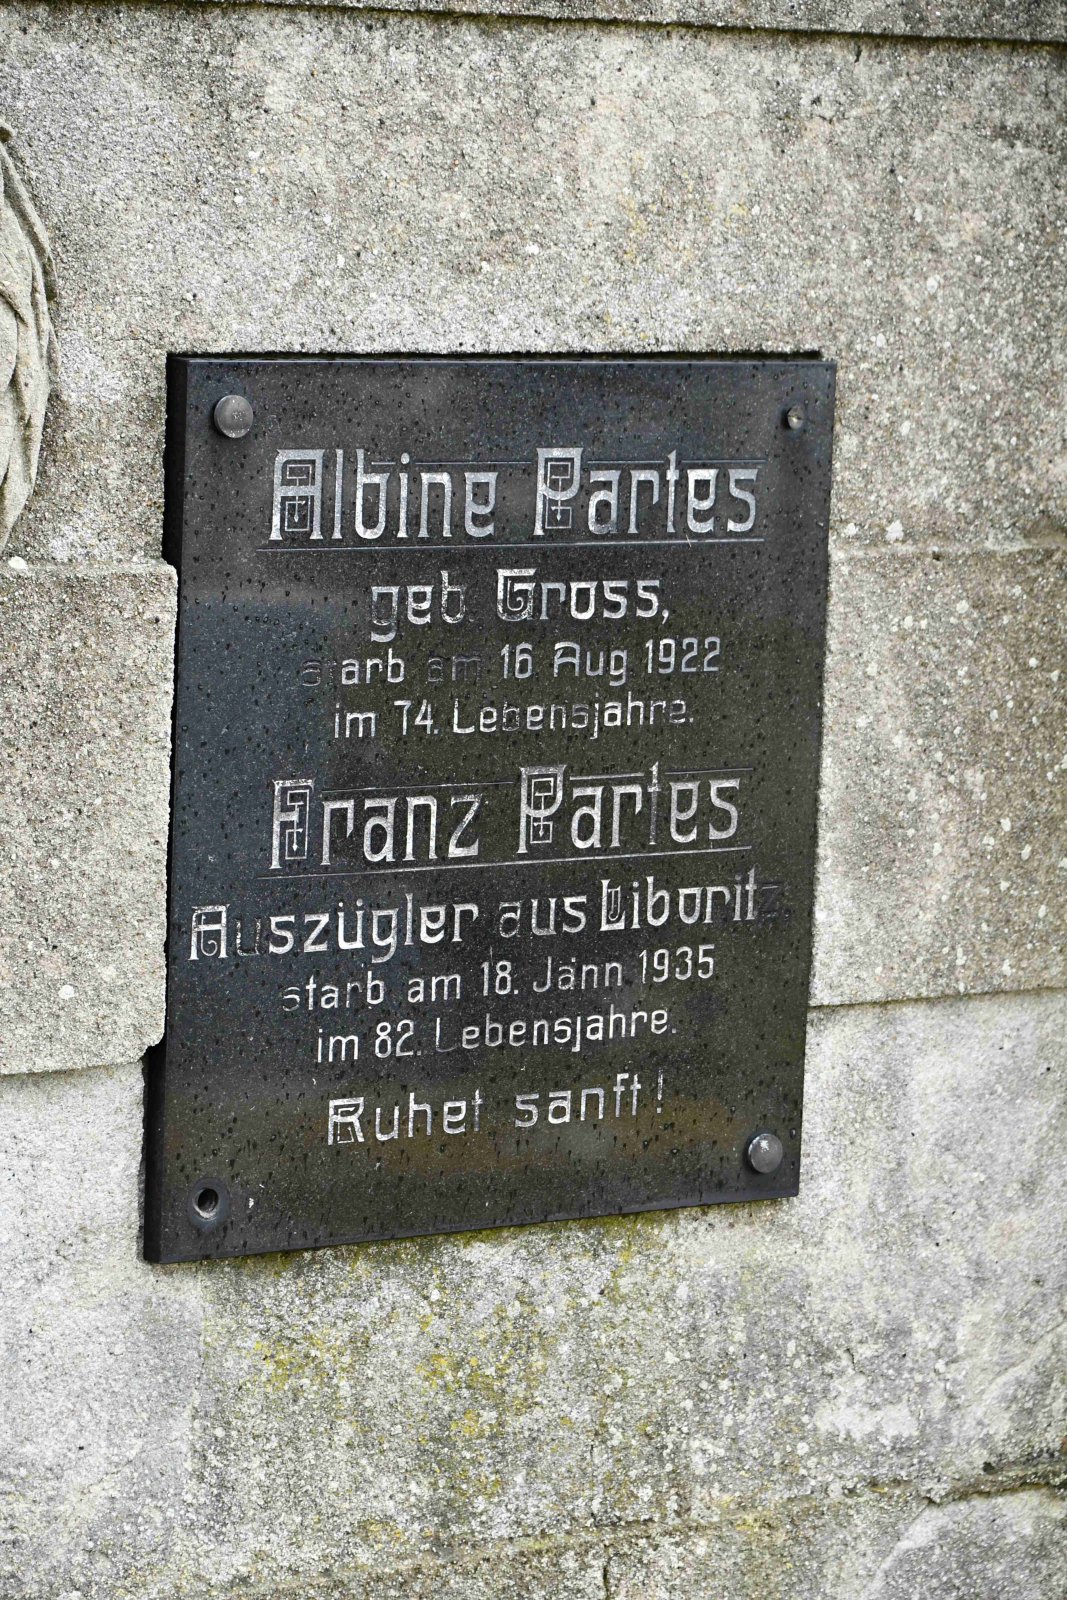 Albine Partes
geb. Gross,
starb am 16. Aug. 1922
im 74. Lebensjahre.
Franz Partes
Auszügler aus Liboritz,
starb am 18. Jänn. 1935
im 82. Lebensjahre.
Ruhet sanft!